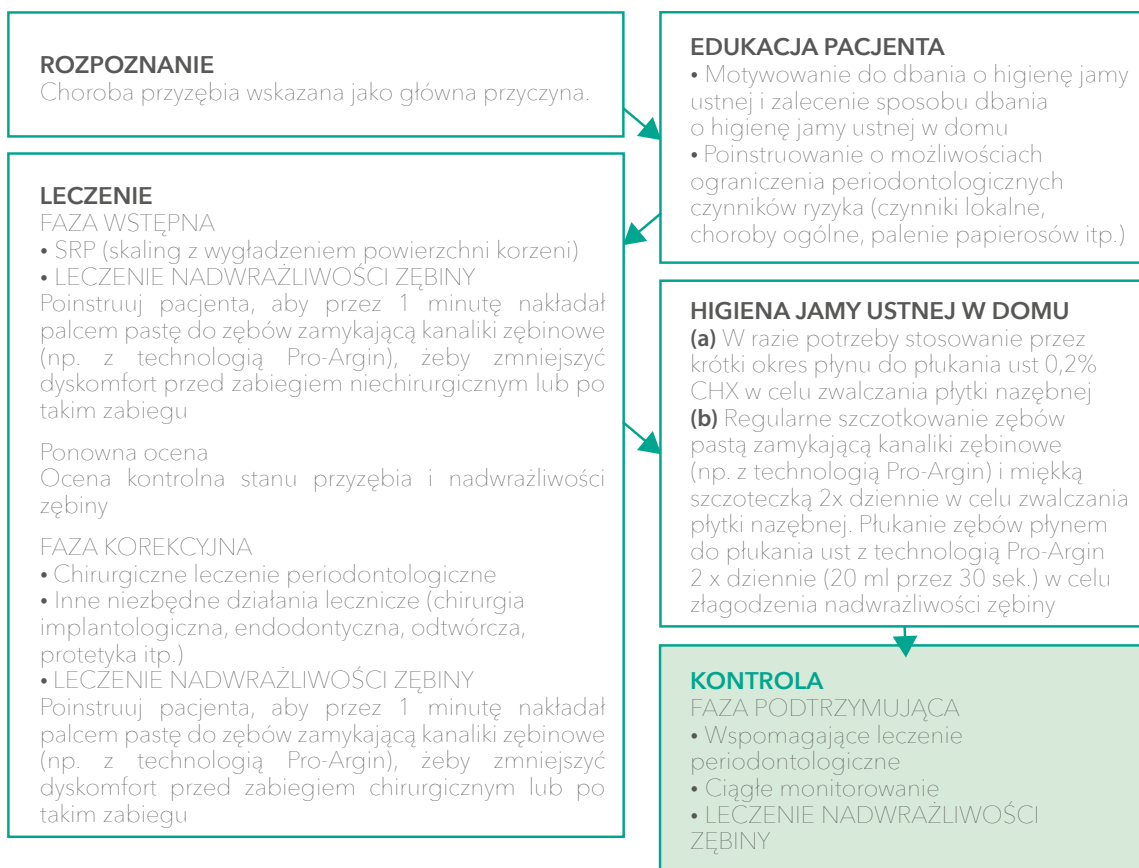 ROZPOZNANIE
Choroba przyzębia wskazana jako główna przyczyna.
EDUKACJA PACJENTA
• Motywowanie do dbania o higienę jamy
ustnej i zalecenie sposobu dbania
o higienę jamy ustnej w domu
• Poinstruowanie o możliwościach
ograniczenia periodontologicznych
czynników ryzyka (czynniki lokalne,
choroby ogólne, palenie papierosów itp.)
LECZENIE
FAZA WSTĘPNA
• SRP (skaling z wygładzeniem powierzchni korzeni)
• LECZENIE NADWRAŻLIWOŚCI ZĘBINY
Poinstruuj pacjenta, aby przez 1 minutę nakładał
palcem pastę do zębów zamykającą kanaliki zębinowe
(np. z technologią Pro-Argin), żeby zmniejszyć
dyskomfort przed zabiegiem niechirurgicznym lub po
takim zabiegu
Ponowna ocena
Ocena kontrolna stanu przyzębia i nadwrażliwości
zębiny
FAZA KOREKCYJNA
• Chirurgiczne leczenie periodontologiczne
• Inne niezbędne działania lecznicze (chirurgia
implantologiczna, endodontyczna, odtwórcza,
protetyka itp.)
• LECZENIE NADWRAŻLIWOŚCI ZĘBINY
Poinstruuj pacjenta, aby przez 1 minutę nakładał
palcem pastę do zębów zamykającą kanaliki zębinowe
(np. z technologią Pro-Argin), żeby zmniejszyć
dyskomfort przed zabiegiem chirurgicznym lub po
takim zabiegu
HIGIENA JAMY USTNEJ W DOMU
(a) W razie potrzeby stosowanie przez
krótki okres płynu do płukania ust 0,2%
CHX w celu zwalczania płytki nazębnej
(b) Regularne szczotkowanie zębów
pastą zamykającą kanaliki zębinowe
(np. z technologią Pro-Argin) i miękką
szczoteczką 2x dziennie w celu zwalczania
płytki nazębnej. Płukanie zębów płynem
do płukania ust z technologią Pro-Argin
2 x dziennie (20 ml przez 30 sek.) w celu
złagodzenia nadwrażliwości zębiny
KONTROLA
FAZA PODTRZYMUJĄCA
• Wspomagające leczenie
periodontologiczne
• Ciągłe monitorowanie
• LECZENIE NADWRAŻLIWOŚCI
ZĘBINY